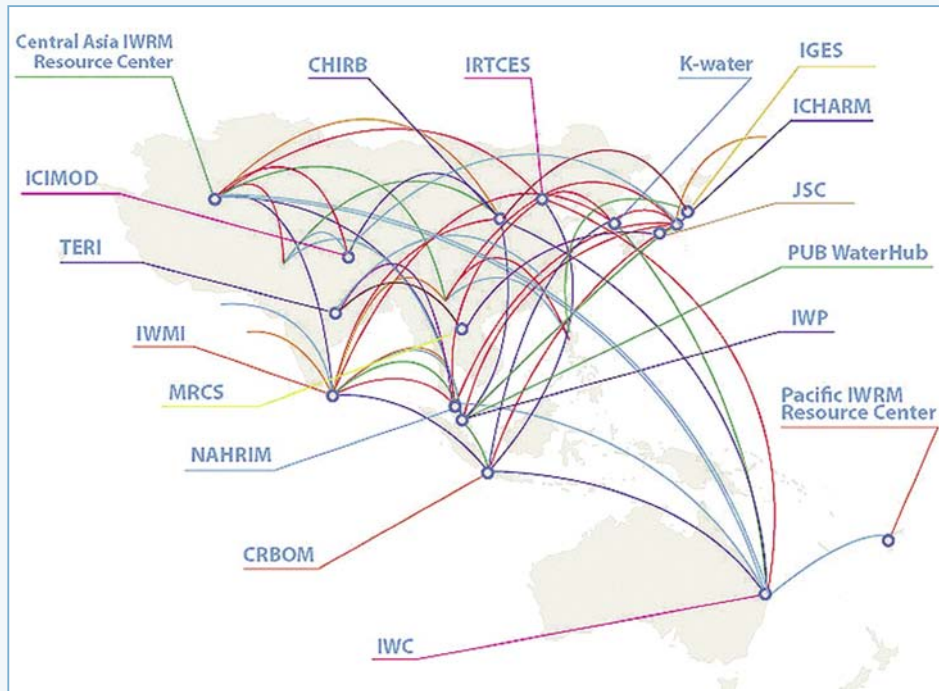 Central Asia IWRM
Resource Center
CHIRB
IRTCES
K-water
IGES
ICHARM
ICIMOD
JSC
TERI
PUB WaterHub
IWP
IWMI
MRCS
Pacific IWRM
Resource Center
NAHRIM
CRBOM
IWC